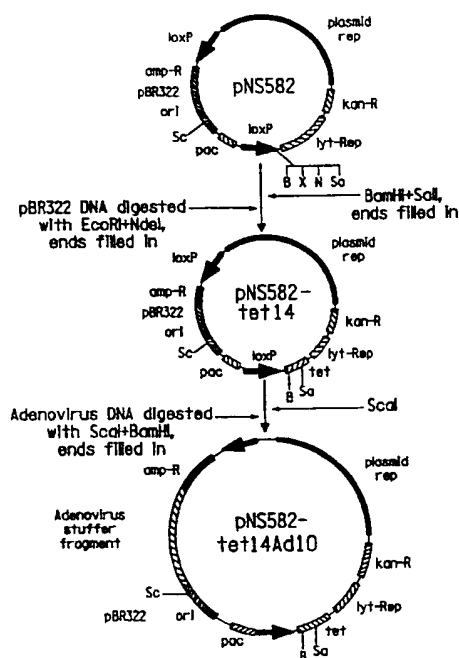 plasmid
rep
loxP
amp-R
pBR322
ori
pNS582
kan-R
Sc
loxP
lyt-Rep
pac
B X N Sa
pBR322 DNA digested
with EcoRI+NdeI,
ends filled in
BamHI+SalI,
ends filled in
plasmid
rep
loxP
amp-R
pBR322
ori
pNS582-
tet14
kan-R
Sc
loxP
lyt-Rep
pac
tet
B
Sa
Adenovirus DNA digested
with ScaI+BamHI,
ends filled in
ScaI
amp-R
plasmid
rep
Adenovirus
stuffer
fragment
pNS582-
tet14Ad10
kan-R
Sc
lyt-Rep
pBR322
ori
tet
pac
Sa
B